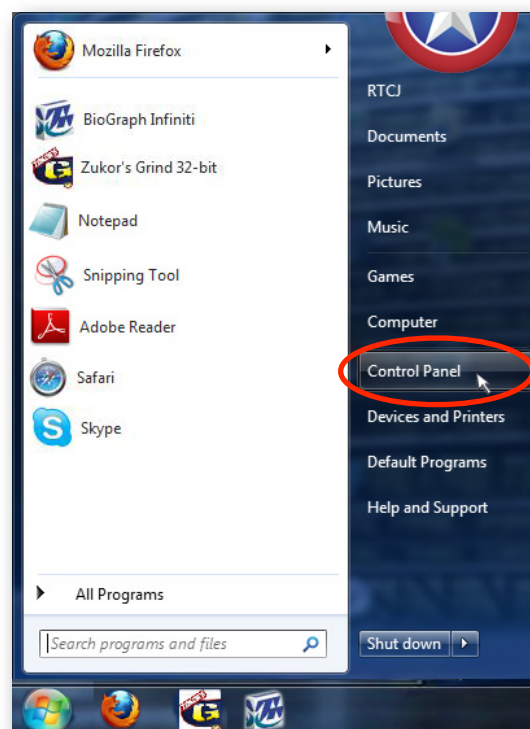 Mozilla Firefox
BioGraph Infiniti
Zukor's Grind 32-bit
Notepad
Snipping Tool
Adobe Reader
Safari
Skype
All Programs
Search programs and files
RTCJ
Documents
Pictures
Music
Games
Computer
Control Panel
Devices and Printers
Default Programs
Help and Support
Shut down